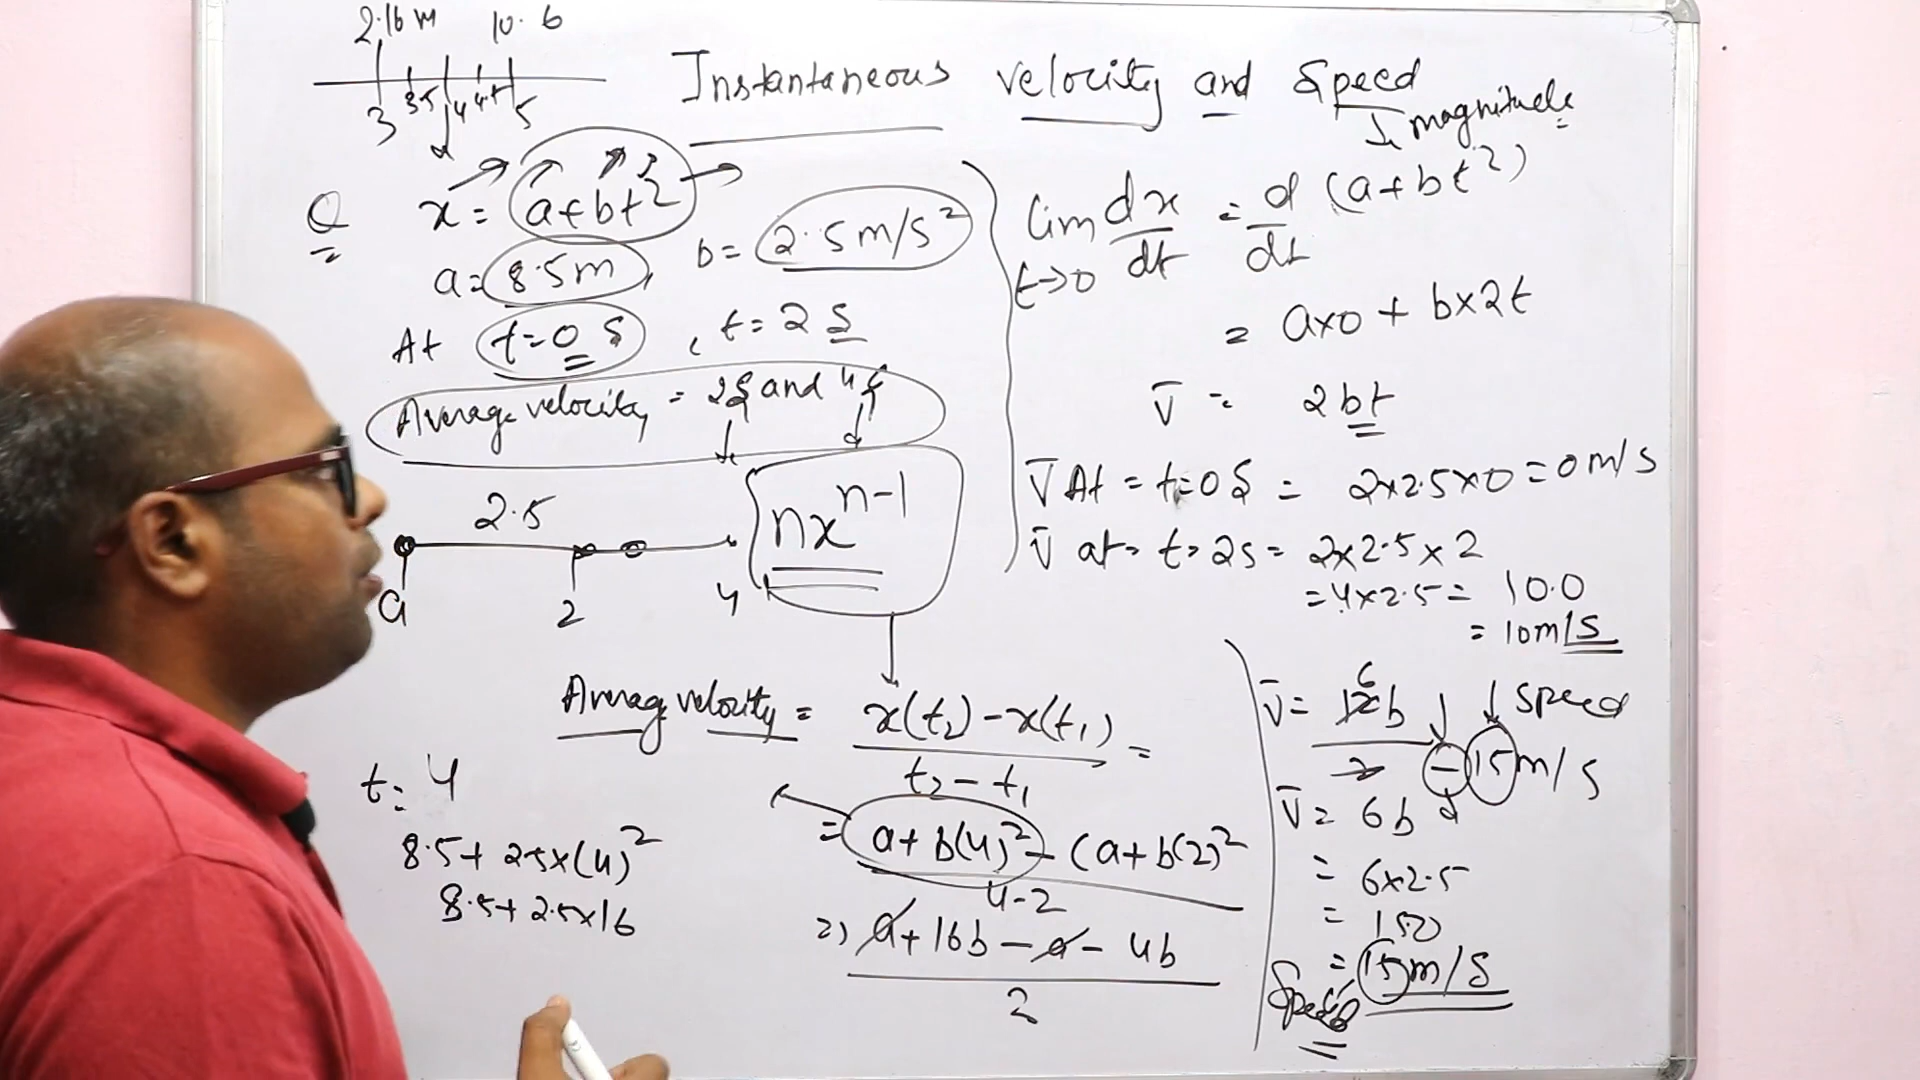 2.16 m 10.6
3 3.5 4 4.5 5
Instantaneous velocity and Speed
magnitude
Q x = a+bt²
a = 8.5m, b = 2.5 m/s²
At t=0 s, t = 2 s
Average velocity = 2s and 4s
2.5
a 2 4
nx^n-1
lim t→0 dx/dt = d/dt (a+bt²)
= a×0 + b×2t
v̄ = 2bt
v̄ At = t=0 s = 2×2.5×0 = 0 m/s
v̄ at = t = 2s = 2×2.5×2
= 4×2.5 = 10.0
= 10 m/s
Average velocity = x(t₂) − x(t₁) / t₂ − t₁ =
= a+b(4)² − (a+b(2)² / 4-2
a + 16b − a − 4b / 2
t = 4
8.5 + 2.5×(4)²
8.5 + 2.5×16
Speed
− 15 m/s
v̄ = 6b
= 6×2.5
= 15.0
= 15 m/s
Speed